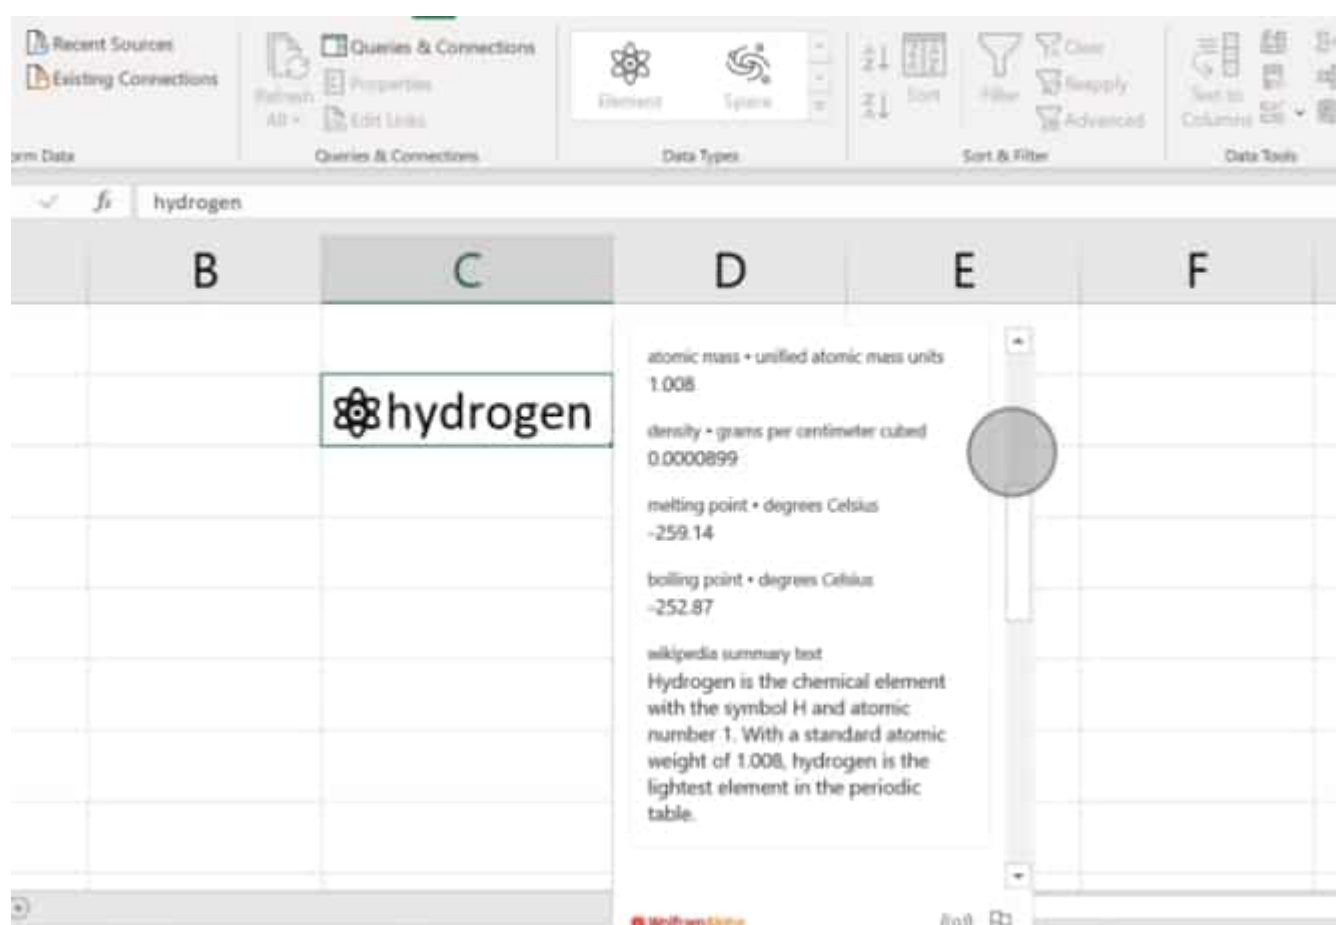 Recent Sources
Existing Connections
Refresh
All
Queries & Connections
Properties
Edit Links
Element
Space
A
Z
Z
A
Sort
Filter
Clear
Reapply
Advanced
Text to
Columns
orm Data
Queries & Connections
Data Types
Sort & Filter
Data Tools
fx hydrogen
B C D E F
hydrogen
atomic mass • unified atomic mass units
1.008
density • grams per centimeter cubed
0.0000899
melting point • degrees Celsius
-259.14
boiling point • degrees Celsius
-252.87
wikipedia summary text
Hydrogen is the chemical element
with the symbol H and atomic
number 1. With a standard atomic
weight of 1.008, hydrogen is the
lightest element in the periodic
table.
WolframAlpha